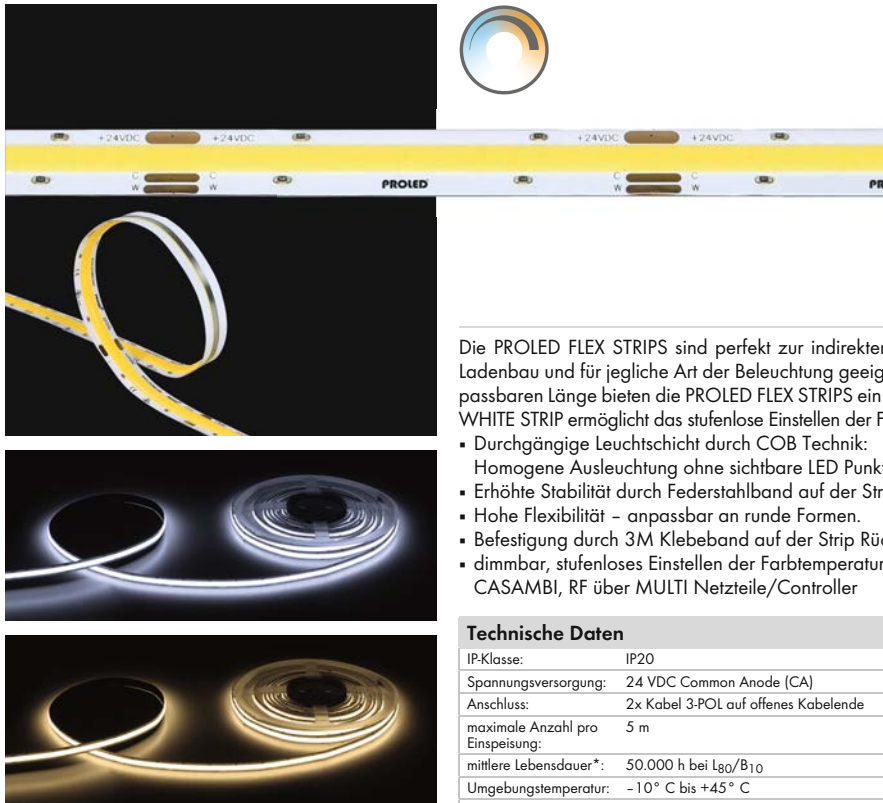 +24VDC +24VDC +24VDC +24VDC
C C C C
W W PROLED W W PR
Die PROLED FLEX STRIPS sind perfekt zur indirekten
Ladenbau und für jegliche Art der Beleuchtung geeig
passbaren Länge bieten die PROLED FLEX STRIPS ein
WHITE STRIP ermöglicht das stufenlose Einstellen der F
▪ Durchgängige Leuchtschicht durch COB Technik:
Homogene Ausleuchtung ohne sichtbare LED Punkt
▪ Erhöhte Stabilität durch Federstahlband auf der Str
▪ Hohe Flexibilität – anpassbar an runde Formen.
▪ Befestigung durch 3M Klebeband auf der Strip Rüc
▪ dimmbar, stufenloses Einstellen der Farbtemperatur
CASAMBI, RF über MULTI Netzteile/Controller
Technische Daten
IP-Klasse: IP20
Spannungsversorgung: 24 VDC Common Anode (CA)
Anschluss: 2x Kabel 3-POL auf offenes Kabelende
maximale Anzahl pro 5 m
Einspeisung:
mittlere Lebensdauer*: 50.000 h bei L80/B10
Umgebungstemperatur: –10° C bis +45° C